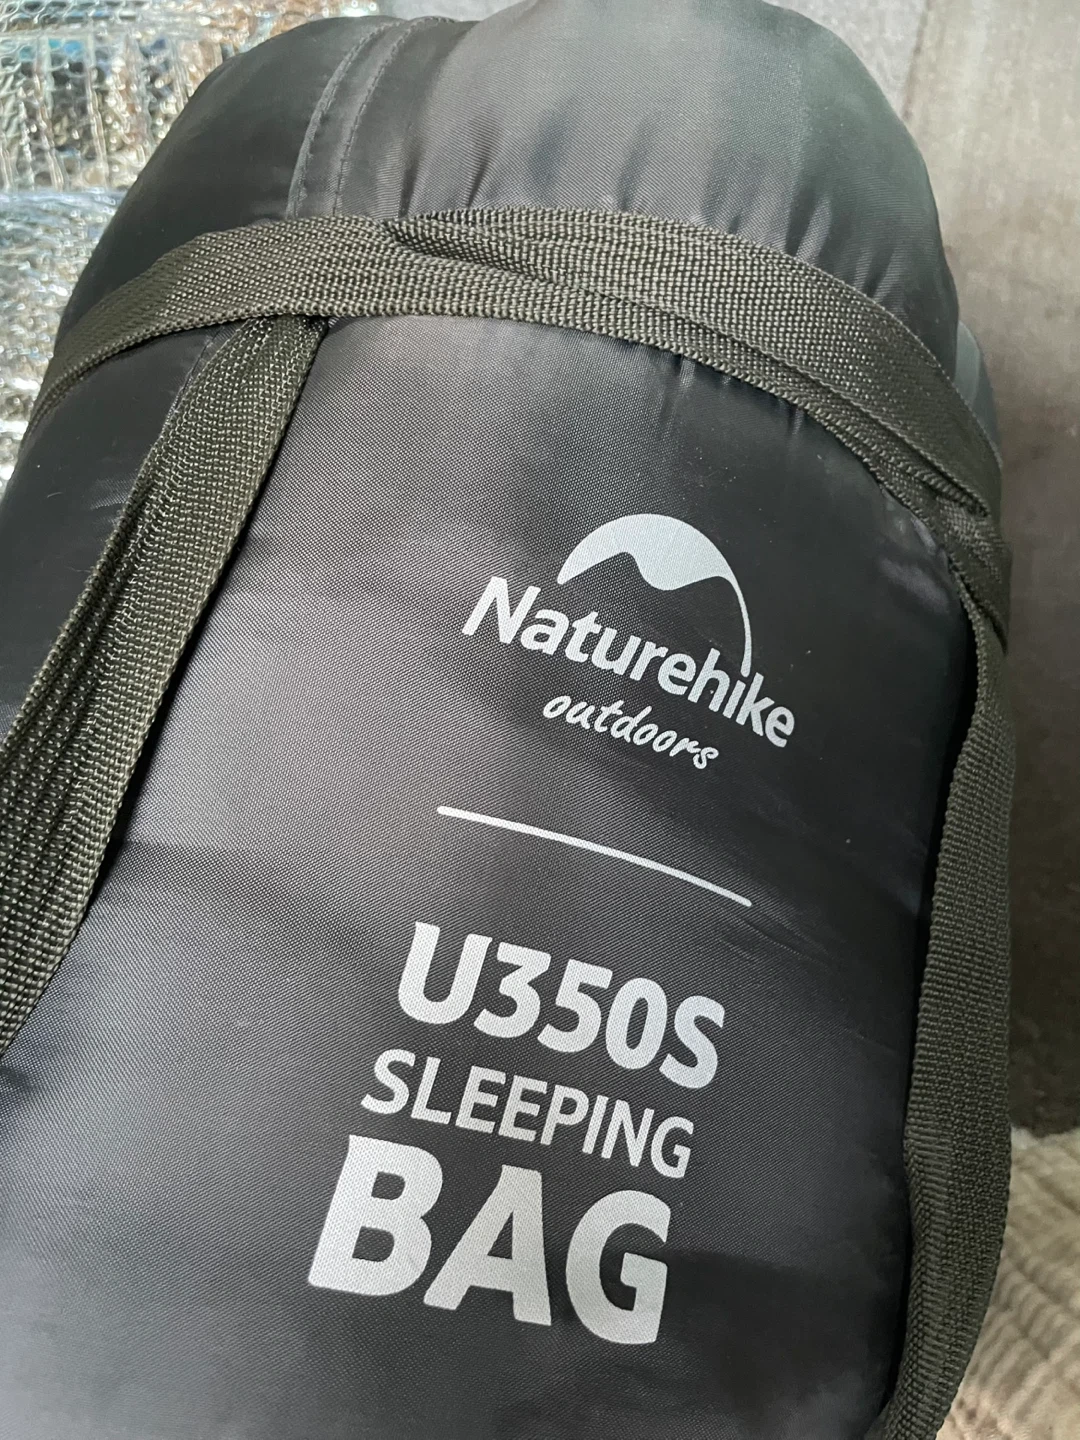 Naturehike
outdoors
U350S
SLEEPING
BAG